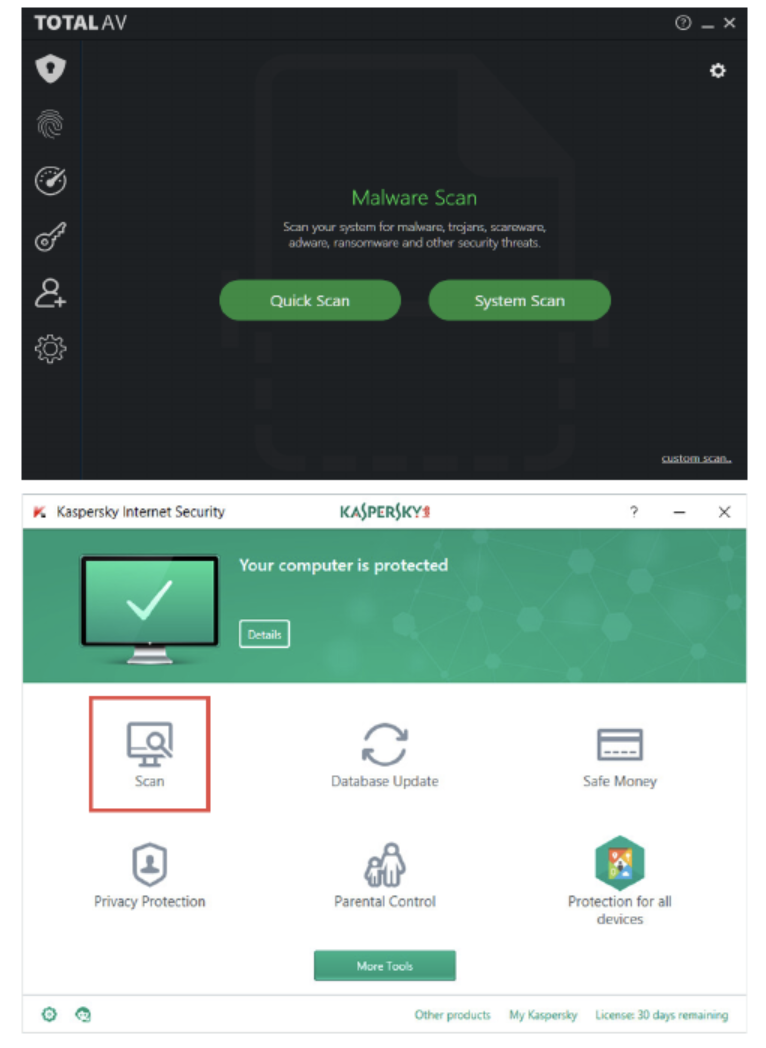 TOTALAV
Malware Scan
Scan your system for malware, trojans, scareware,
adware, ransomware and other security threats.
Quick Scan
System Scan
custom scan..
Kaspersky Internet Security
KASPERSKY
?
Your computer is protected
Details
Scan
Database Update
Safe Money
Privacy Protection
Parental Control
Protection for all
devices
More Tools
Other products
My Kaspersky
License: 30 days remaining